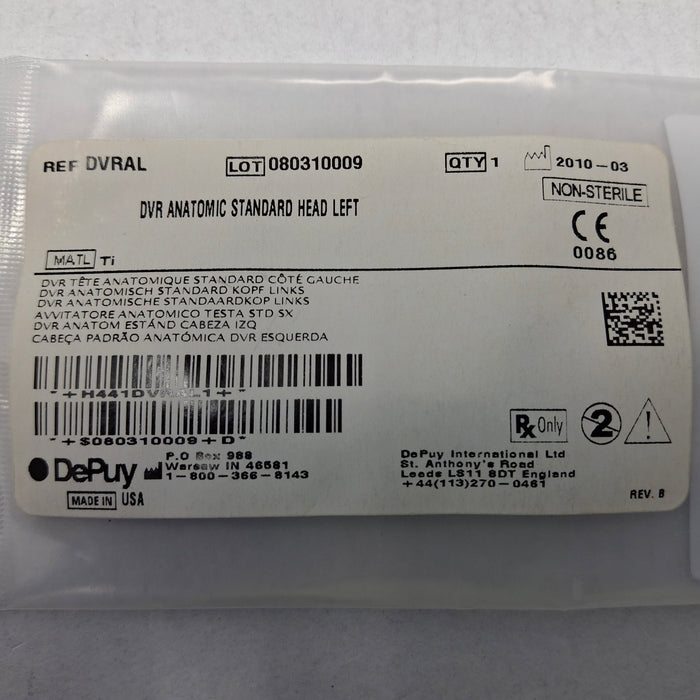 REF DVRAL LOT 080310009 QTY 1 2010-03
NON-STERILE
DVR ANATOMIC STANDARD HEAD LEFT
CE
0086
MATL Ti
DVR TÊTE ANATOMIQUE STANDARD CÔTÉ GAUCHE
DVR ANATOMISCH STANDARD KOPF LINKS
DVR ANATOMISCHE STANDAARDKOP LINKS
AVVITATORE ANATOMICO TESTA STD SX
DVR ANATOM ESTÁND CABEZA IZQ
CABEÇA PADRÃO ANATÓMICA DVR ESQUERDA
*+H441DVRAL1+*
*+$080310009+D*
Rx Only 2
DePuy
P.O Box 988
Warsaw IN 46581
1-800-366-8143
MADE IN USA
DePuy International Ltd
St. Anthony's Road
Leeds LS11 8DT England
+44(113)270-0461
REV. B